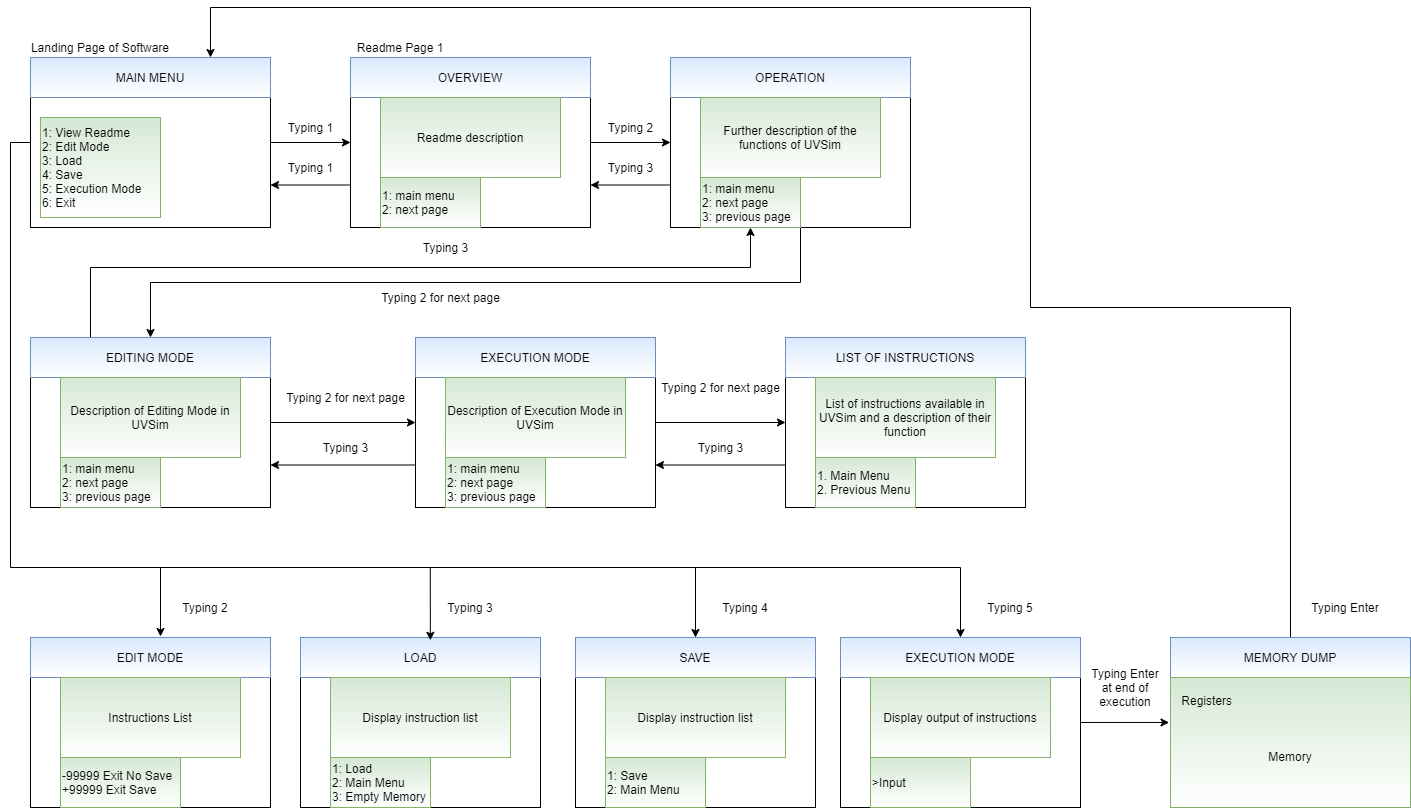 Landing Page of Software
Readme Page 1
MAIN MENU
OVERVIEW
OPERATION
1: View Readme
2: Edit Mode
3: Load
4: Save
5: Execution Mode
6: Exit
Typing 1
Typing 1
Readme description
1: main menu
2: next page
Typing 2
Typing 3
Further description of the
functions of UVSim
1: main menu
2: next page
3: previous page
Typing 3
Typing 2 for next page
EDITING MODE
EXECUTION MODE
LIST OF INSTRUCTIONS
Description of Editing Mode in
UVSim
1: main menu
2: next page
3: previous page
Typing 2 for next page
Typing 3
Description of Execution Mode in
UVSim
1: main menu
2: next page
3: previous page
Typing 2 for next page
Typing 3
List of instructions available in
UVSim and a description of their
function
1. Main Menu
2. Previous Menu
Typing 2
Typing 3
Typing 4
Typing 5
Typing Enter
EDIT MODE
LOAD
SAVE
EXECUTION MODE
MEMORY DUMP
Instructions List
-99999 Exit No Save
+99999 Exit Save
Display instruction list
1: Load
2: Main Menu
3: Empty Memory
Display instruction list
1: Save
2: Main Menu
Display output of instructions
>Input
Typing Enter
at end of
execution
Registers
Memory